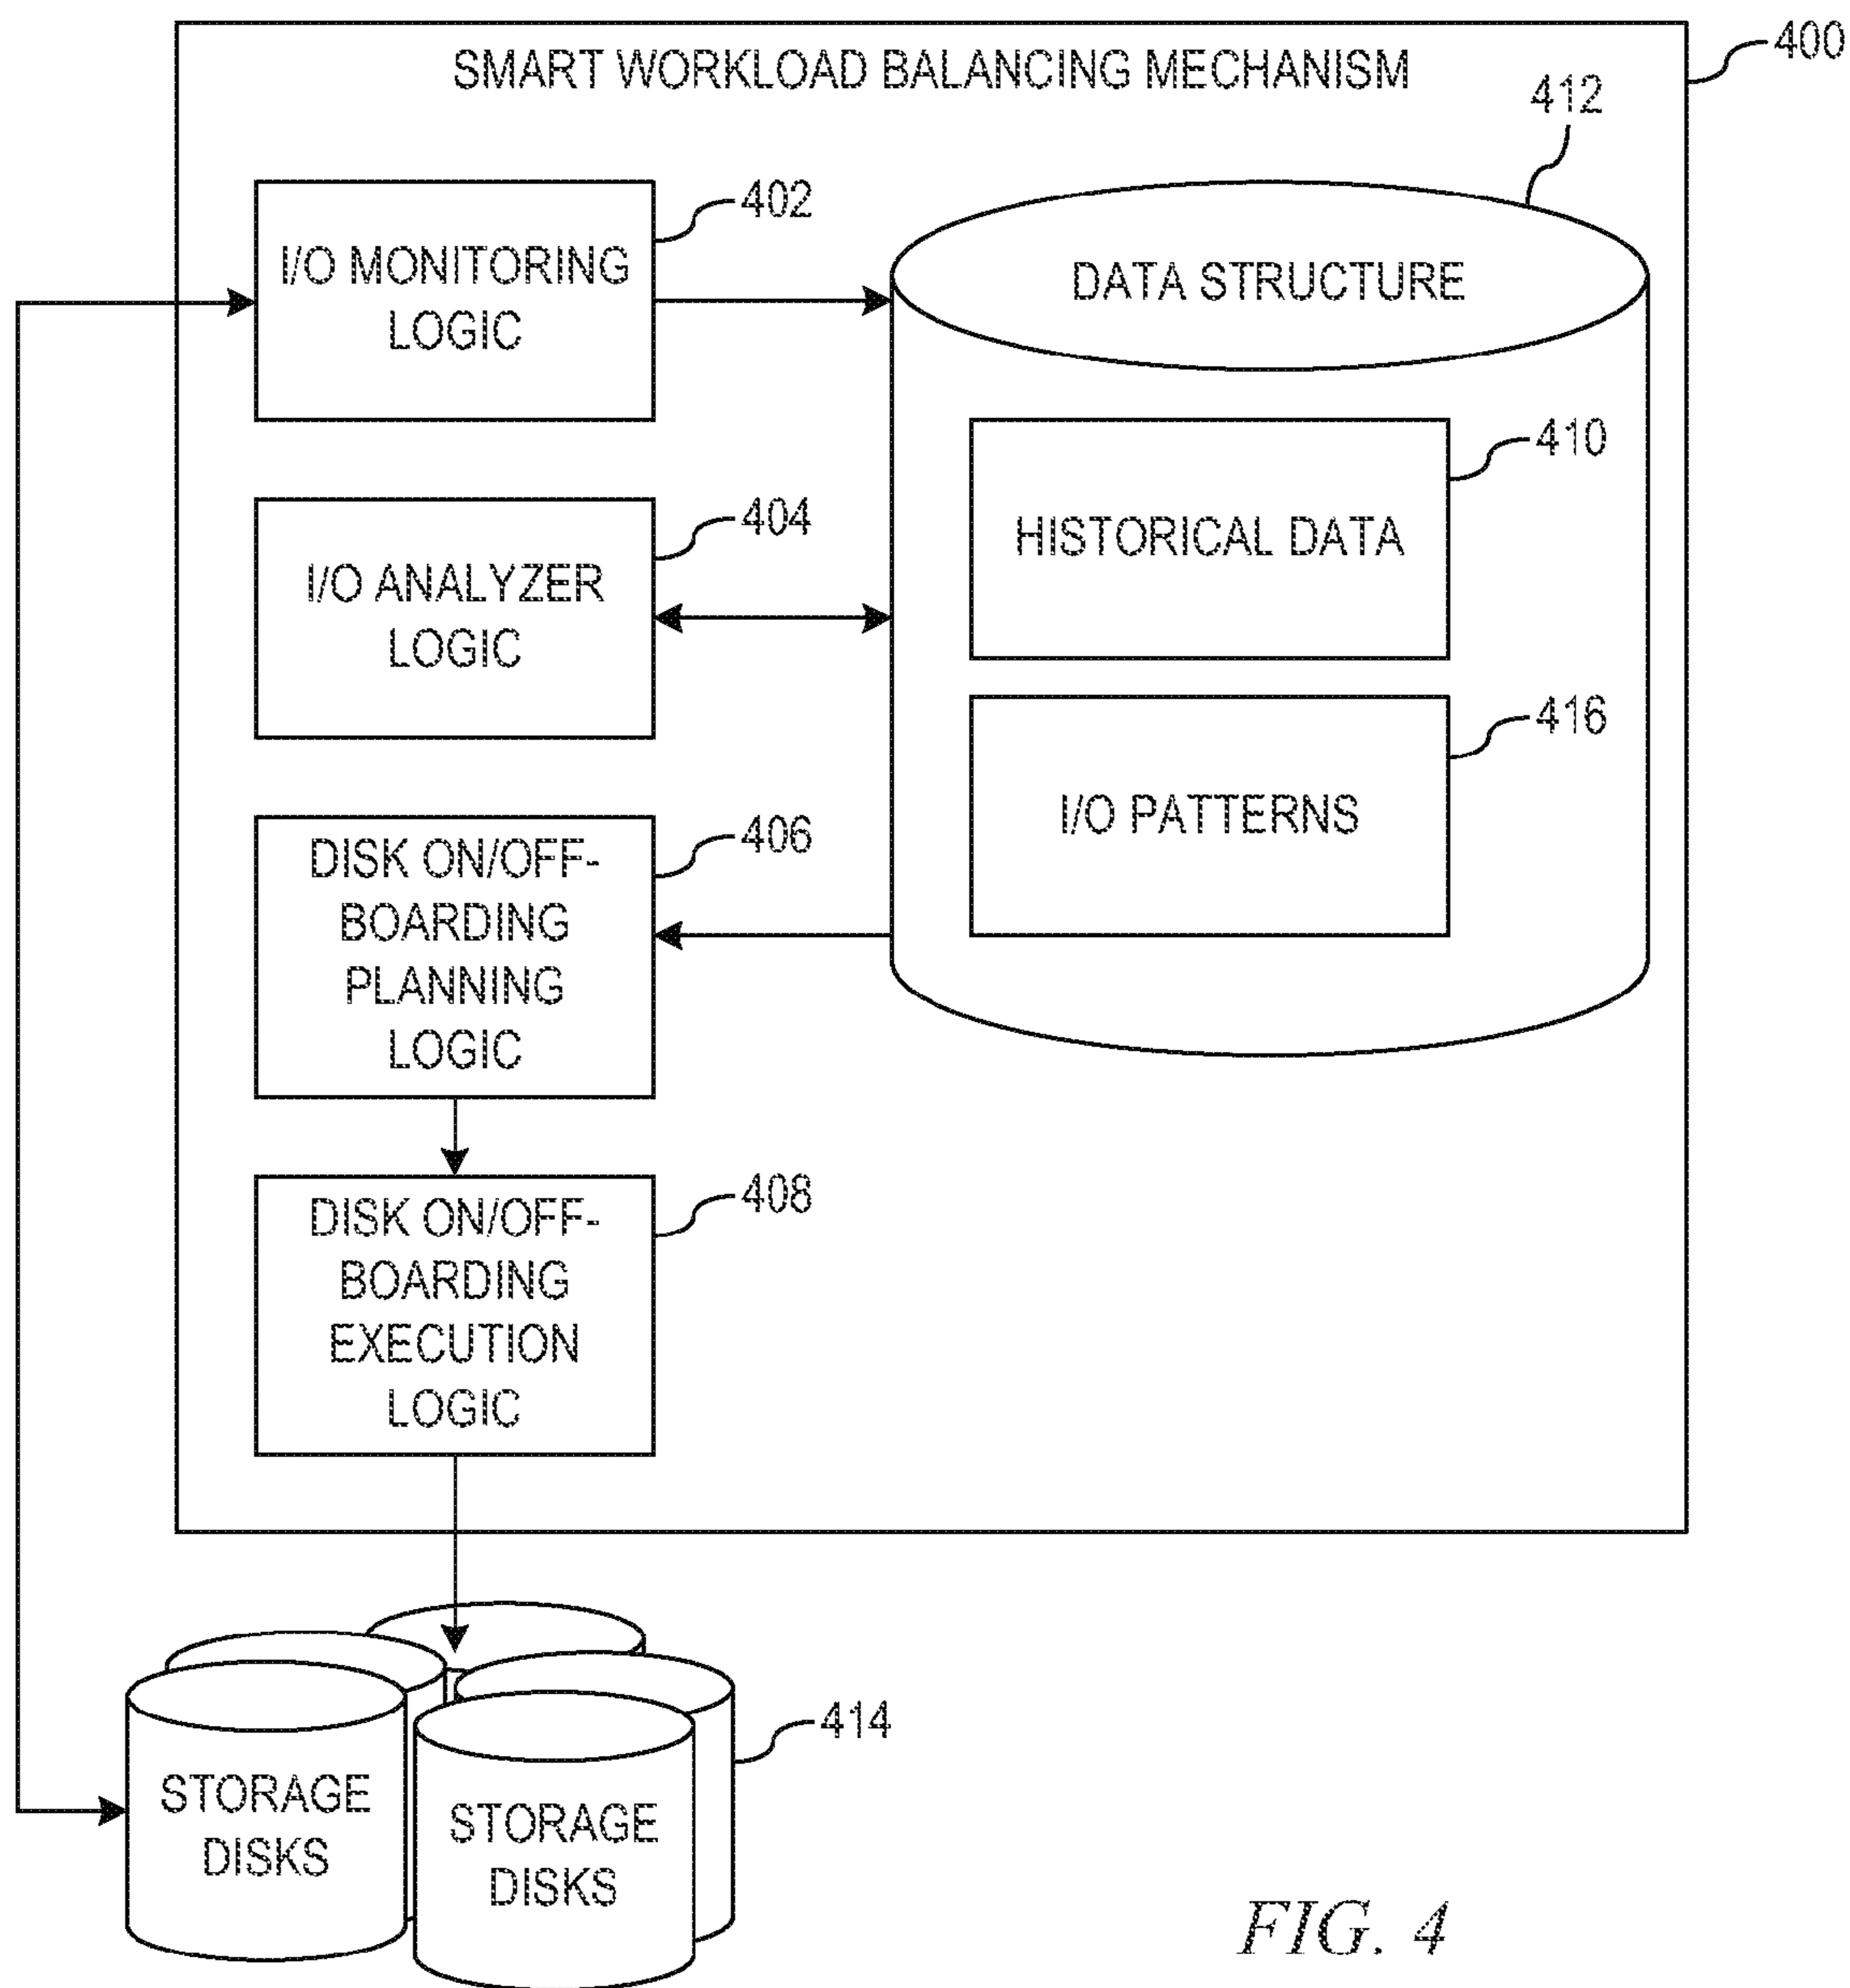 SMART WORKLOAD BALANCING MECHANISM
400
412
I/O MONITORING
LOGIC
402
DATA STRUCTURE
I/O ANALYZER
LOGIC
404
HISTORICAL DATA
410
DISK ON/OFF-
BOARDING
PLANNING
LOGIC
406
I/O PATTERNS
416
DISK ON/OFF-
BOARDING
EXECUTION
LOGIC
408
STORAGE
DISKS
STORAGE
DISKS
414
FIG. 4